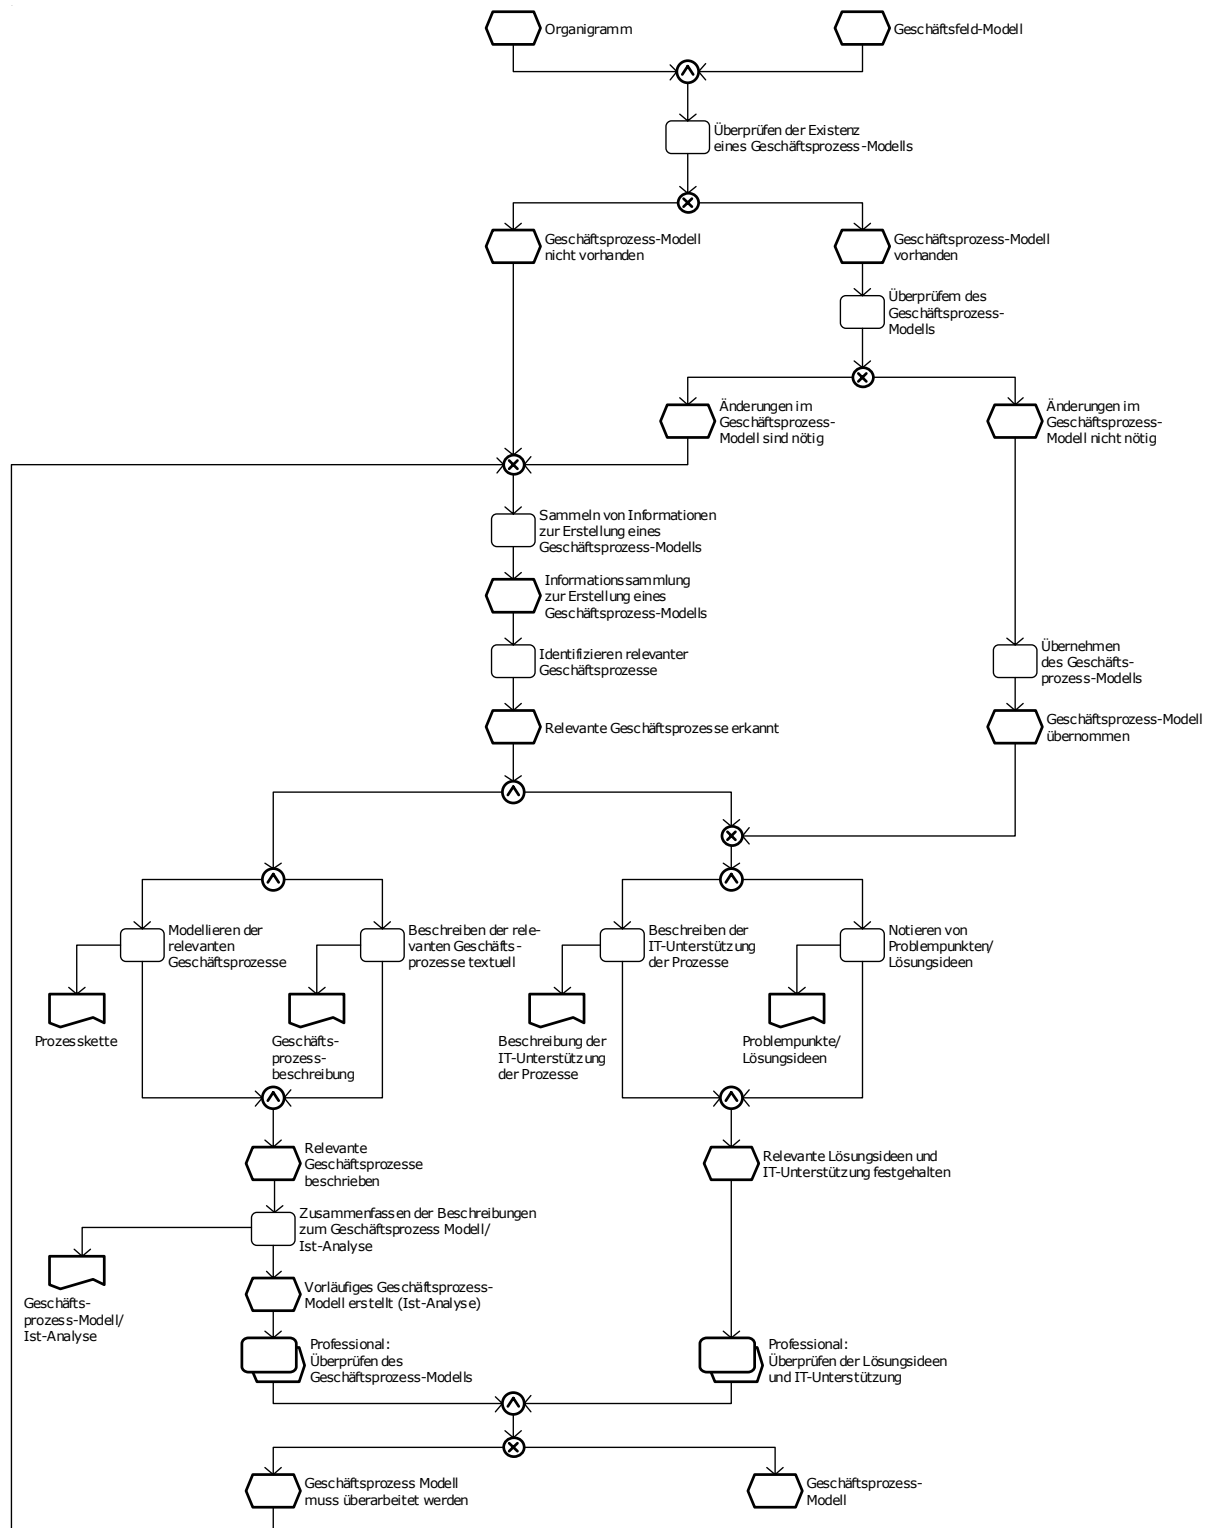 Organigramm
Geschäftsfeld-Modell
Überprüfen der Existenz
eines Geschäftsprozess-Modells
Geschäftsprozess-Modell
nicht vorhanden
Geschäftsprozess-Modell
vorhanden
Überprüfem des
Geschäftsprozess-
Modells
Änderungen im
Geschäftsprozess-
Modell sind nötig
Änderungen im
Geschäftsprozess-
Modell nicht nötig
Sammeln von Informationen
zur Erstellung eines
Geschäftsprozess-Modells
Informationssammlung
zur Erstellung eines
Geschäftsprozess-Modells
Identifizieren relevanter
Geschäftsprozesse
Übernehmen
des Geschäfts-
prozess-Modells
Relevante Geschäftsprozesse erkannt
Geschäftsprozess-Modell
übernommen
Modellieren der
relevanten
Geschäftsprozesse
Beschreiben der rele-
vanten Geschäfts-
prozesse textuell
Beschreiben der
IT-Unterstützung
der Prozesse
Notieren von
Problempunkten/
Lösungsideen
Prozesskette
Geschäfts-
prozess-
beschreibung
Beschreibung der
IT-Unterstützung
der Prozesse
Problempunkte/
Lösungsideen
Relevante
Geschäftsprozesse
beschrieben
Relevante Lösungsideen und
IT-Unterstützung festgehalten
Zusammenfassen der Beschreibungen
zum Geschäftsprozess Modell/
Ist-Analyse
Geschäfts-
prozess-Modell/
Ist-Analyse
Vorläufiges Geschäftsprozess-
Modell erstellt (Ist-Analyse)
Professional:
Überprüfen des
Geschäftsprozess-Modells
Professional:
Überprüfen der Lösungsideen
und IT-Unterstützung
Geschäftsprozess Modell
muss überarbeitet werden
Geschäftsprozess-
Modell